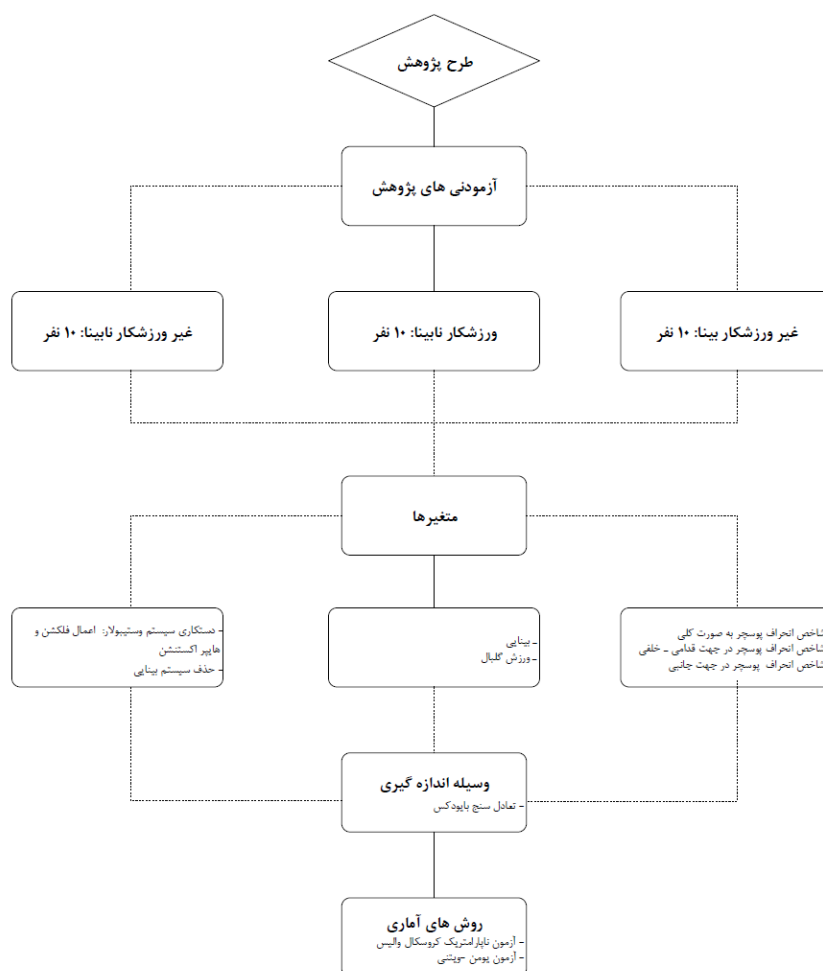 طرح پژوهش
آزمودنی های پژوهش
غیر ورزشکار بینا: ۱۰ نفر
ورزشکار نابینا: ۱۰ نفر
غیر ورزشکار نابینا: ۱۰ نفر
متغیرها
شاخص انحراف پوسچر به صورت کلی
شاخص انحراف پوسچر در جهت قدامی - خلفی
شاخص انحراف پوسچر در جهت جانبی
- بینایی
- ورزش گلبال
- دستکاری سیستم وستیبولار: اعمال فلکشن و
هایپر اکستنشن
- حذف سیستم بینایی
وسیله اندازه گیری
- تعادل سنج بایودکس
روش های آماری
- آزمون ناپارامتریک کروسکال والیس
- آزمون یومن -ویتنی